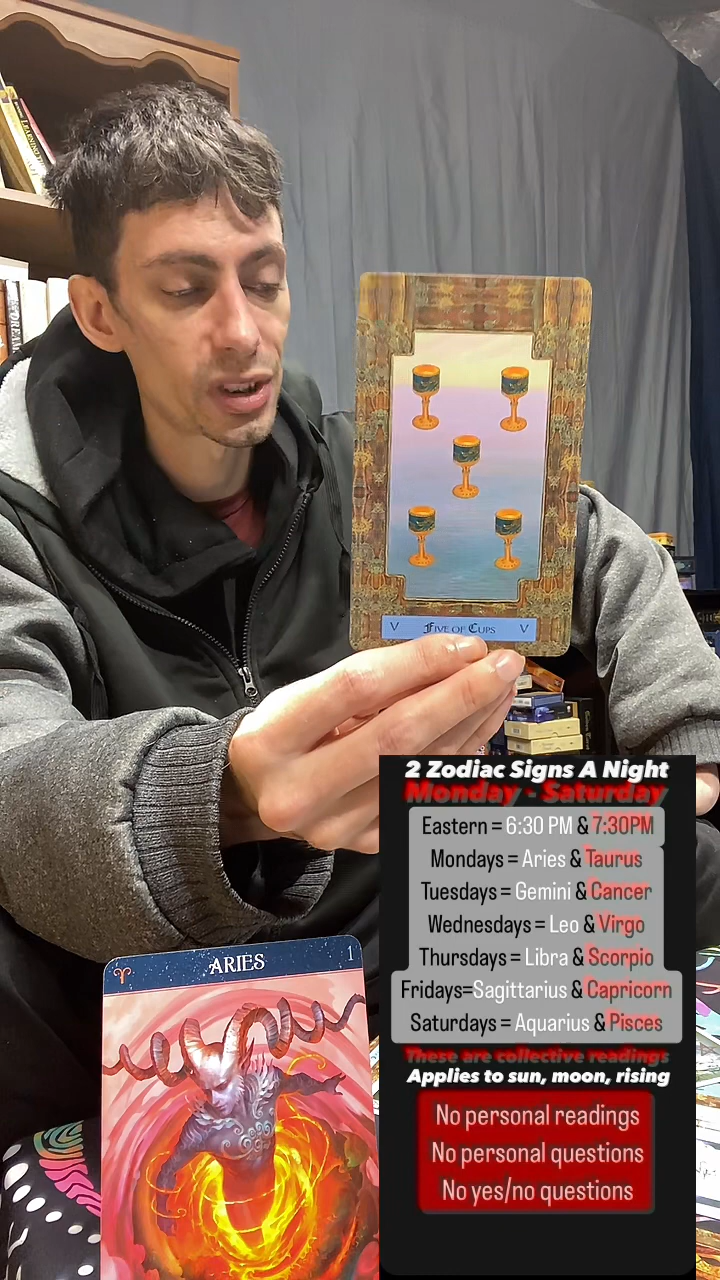 LEARNING
DREAM
V FIVE OF CUPS V
2 Zodiac Signs A Night
Monday - Saturday
Eastern = 6:30 PM & 7:30PM
Mondays = Aries & Taurus
Tuesdays = Gemini & Cancer
Wednesdays = Leo & Virgo
Thursdays = Libra & Scorpio
Fridays=Sagittarius & Capricorn
Saturdays = Aquarius & Pisces
These are collective readings
Applies to sun, moon, rising
No personal readings
No personal questions
No yes/no questions
ARIES 1